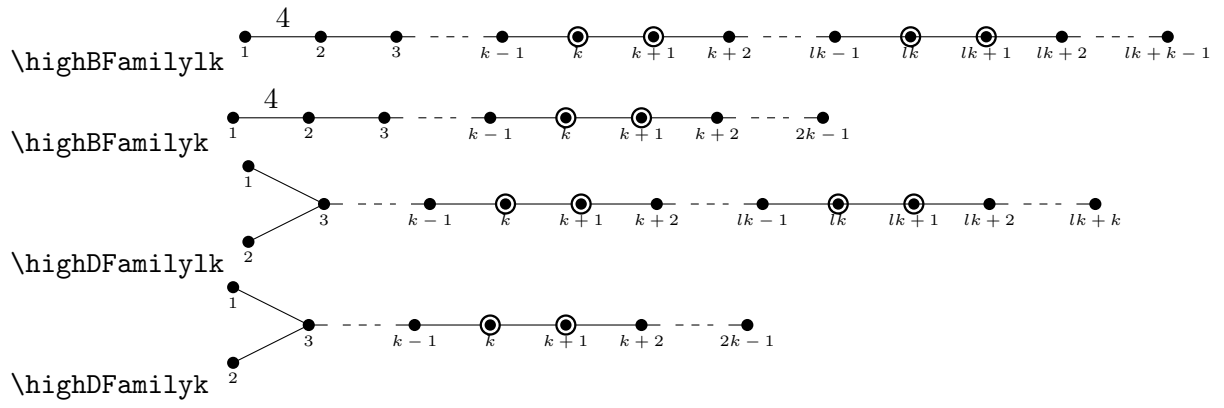 4
1 2 3 k − 1 k k + 1 k + 2 lk − 1 lk lk + 1 lk + 2 lk + k − 1
\highBFamilylk
4
1 2 3 k − 1 k k + 1 k + 2 2k − 1
\highBFamilyk
1
3 k − 1 k k + 1 k + 2 lk − 1 lk lk + 1 lk + 2 lk + k
2
\highDFamilylk
1
3 k − 1 k k + 1 k + 2 2k − 1
2
\highDFamilyk